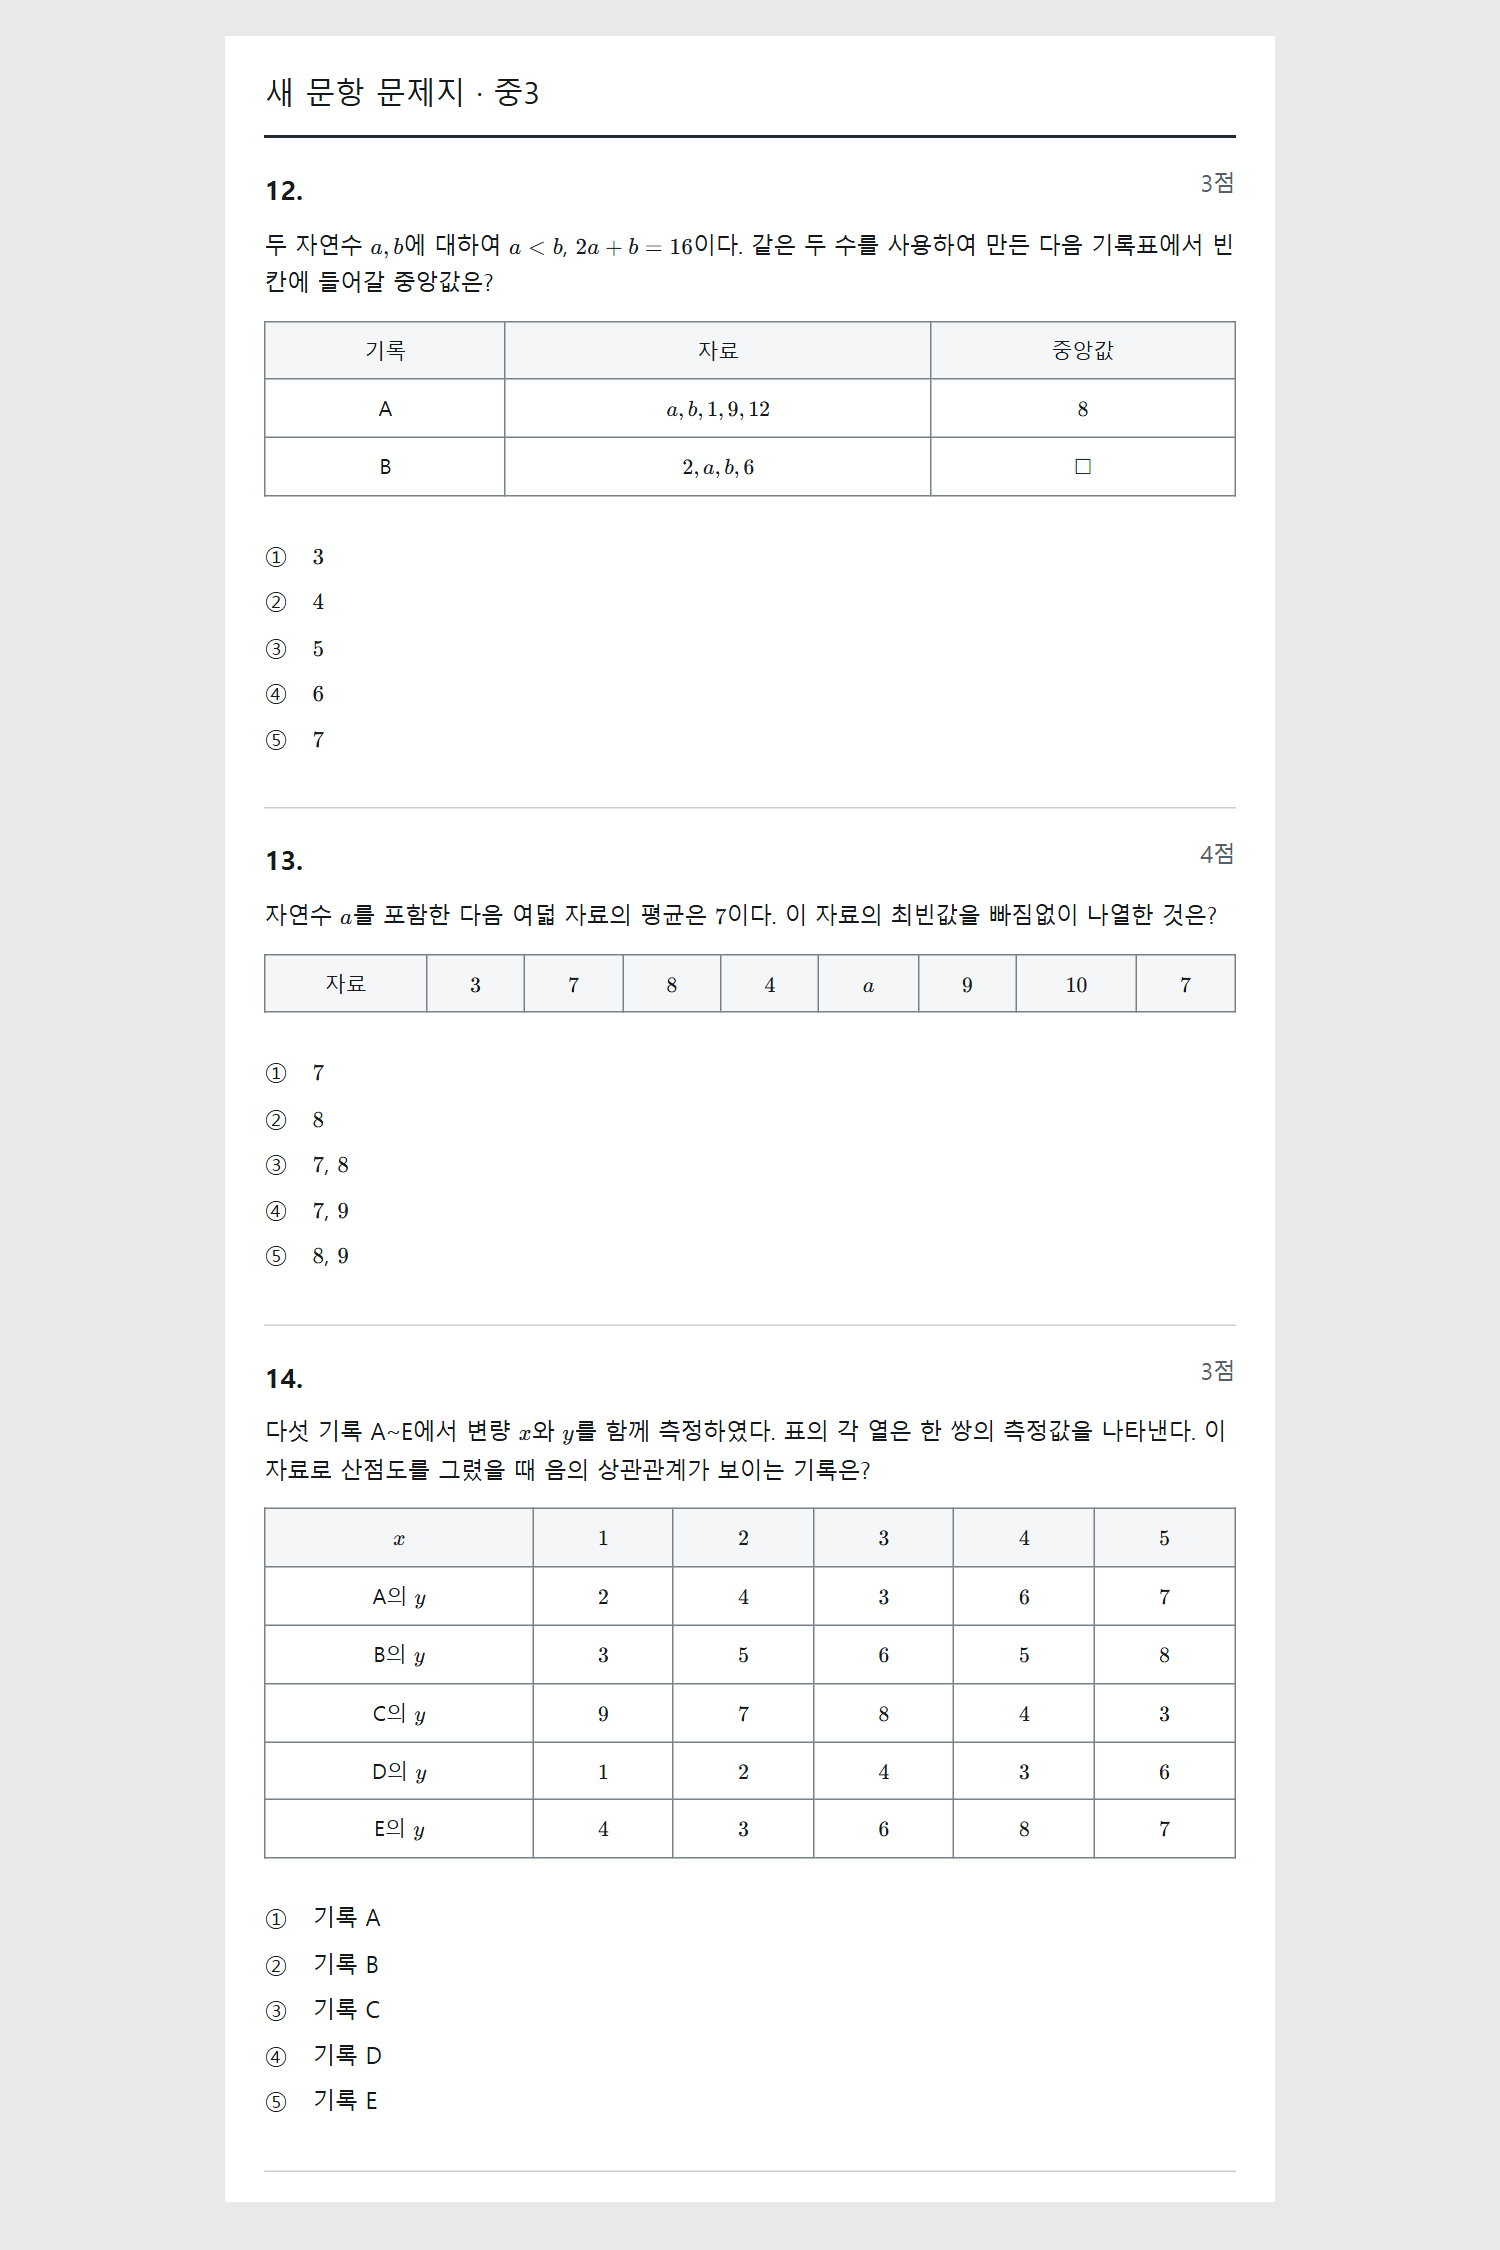 새 문항 문제지 · 중3
12.
3점
두 자연수 a, b에 대하여 a < b, 2a + b = 16이다. 같은 두 수를 사용하여 만든 다음 기록표에서 빈
칸에 들어갈 중앙값은?
기록 자료 중앙값
A a, b, 1, 9, 12 8
B 2, a, b, 6 □
① 3
② 4
③ 5
④ 6
⑤ 7
13.
4점
자연수 a를 포함한 다음 여덟 자료의 평균은 7이다. 이 자료의 최빈값을 빠짐없이 나열한 것은?
자료 3 7 8 4 a 9 10 7
① 7
② 8
③ 7, 8
④ 7, 9
⑤ 8, 9
14.
3점
다섯 기록 A~E에서 변량 x와 y를 함께 측정하였다. 표의 각 열은 한 쌍의 측정값을 나타낸다. 이
자료로 산점도를 그렸을 때 음의 상관관계가 보이는 기록은?
x 1 2 3 4 5
A의 y 2 4 3 6 7
B의 y 3 5 6 5 8
C의 y 9 7 8 4 3
D의 y 1 2 4 3 6
E의 y 4 3 6 8 7
① 기록 A
② 기록 B
③ 기록 C
④ 기록 D
⑤ 기록 E